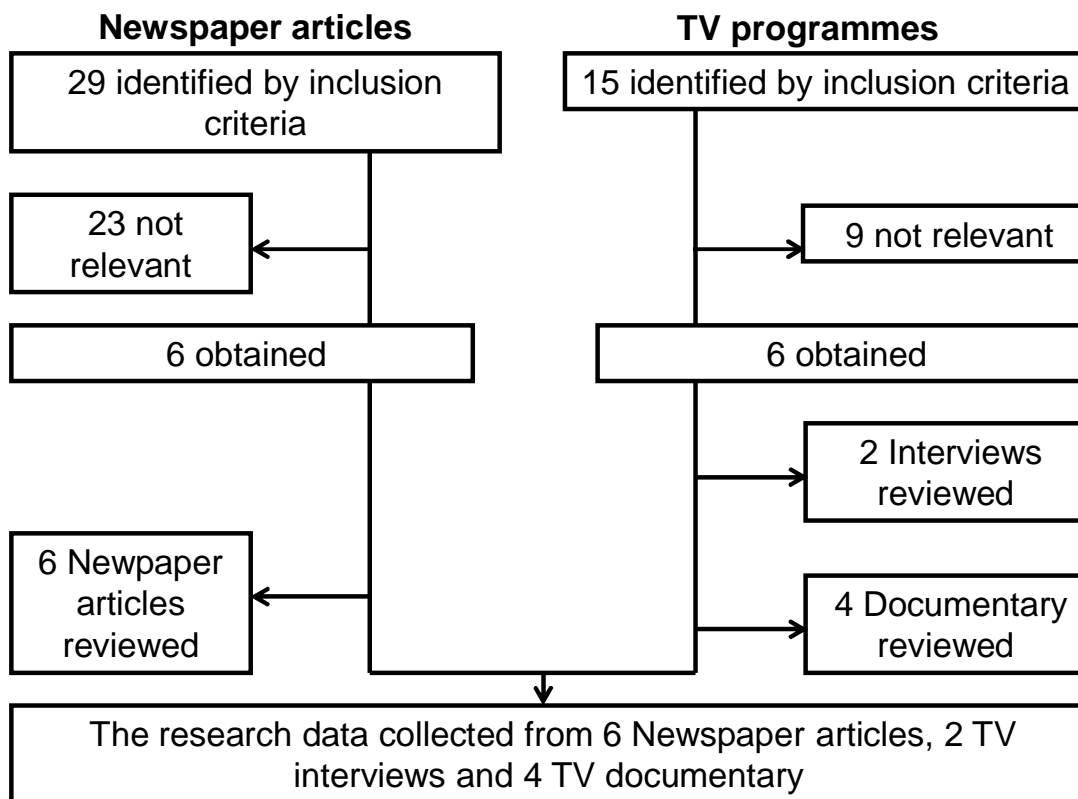 Newspaper articles
29 identified by inclusion
criteria
23 not
relevant
6 obtained
6 Newpaper
articles
reviewed
TV programmes
15 identified by inclusion criteria
9 not relevant
6 obtained
2 Interviews
reviewed
4 Documentary
reviewed
The research data collected from 6 Newspaper articles, 2 TV
interviews and 4 TV documentary